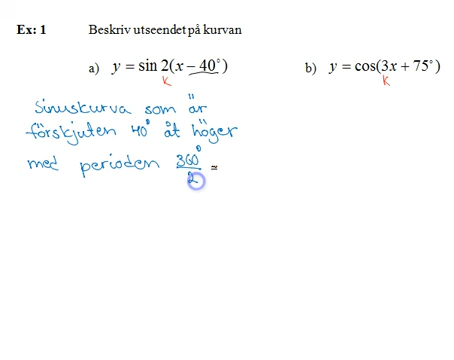 Ex: 1 Beskriv utseendet på kurvan
a) y = sin 2(x − 40°) b) y = cos(3x + 75°)
k k
Sinuskurva som är
förskjuten 40° åt höger
med perioden 360°/2 =